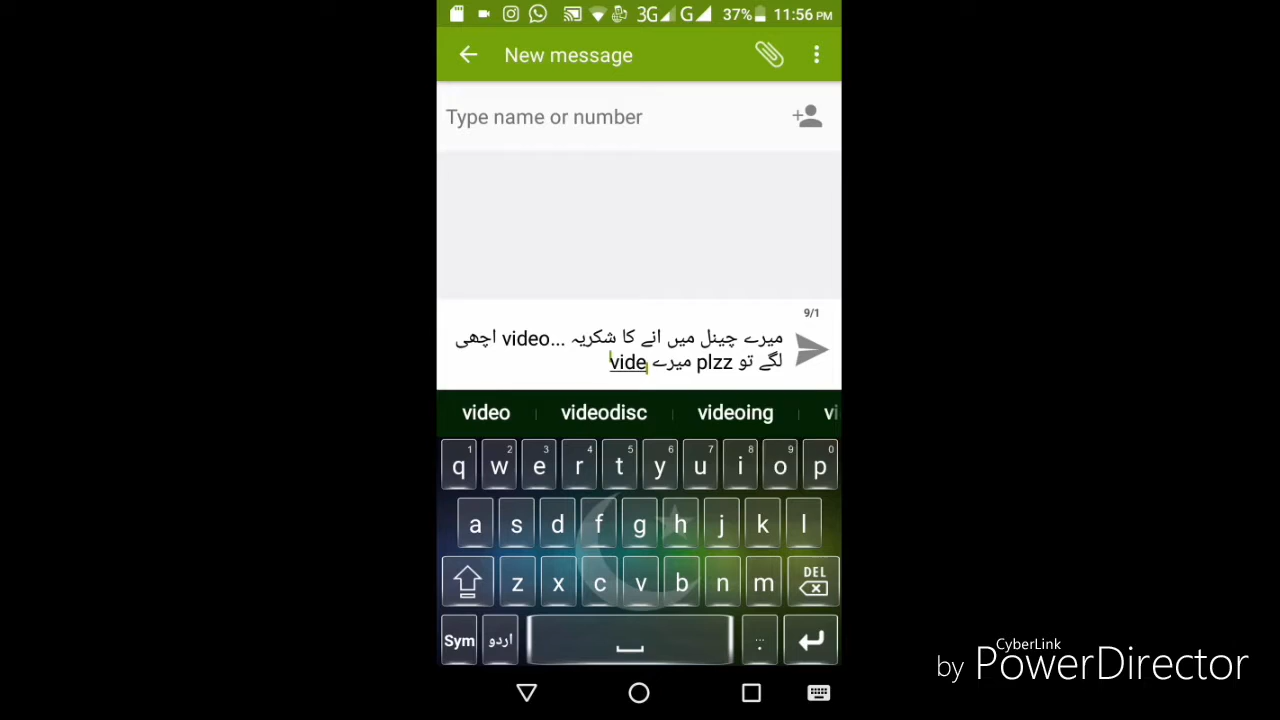 3G G 37% 11:56 PM
New message
Type name or number
9/1
میرے چینل میں انے کا شکریہ ...video اچھی
لگے تو plzz میرے vide
video videodisc videoing vi
1 2 3 4 5 6 7 8 9 0
q w e r t y u i o p
a s d f g h j k l
z x c v b n m DEL
Sym اردو ... .
CyberLink
by PowerDirector